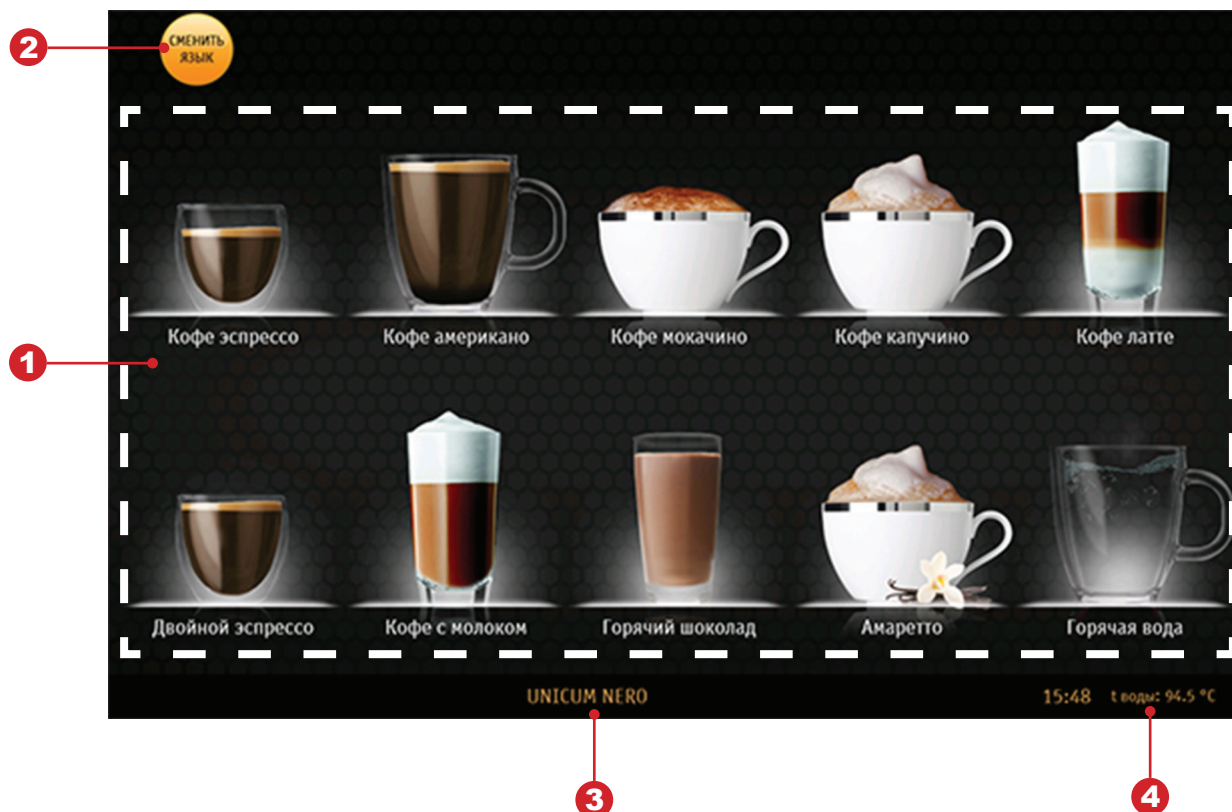 2
СМЕНИТЬ
ЯЗЫК
Кофе эспрессо
Кофе американо
Кофе мокачино
Кофе капучино
Кофе латте
1
Двойной эспрессо
Кофе с молоком
Горячий шоколад
Амаретто
Горячая вода
UNICUM NERO
15:48
t воды: 94.5 °C
3
4